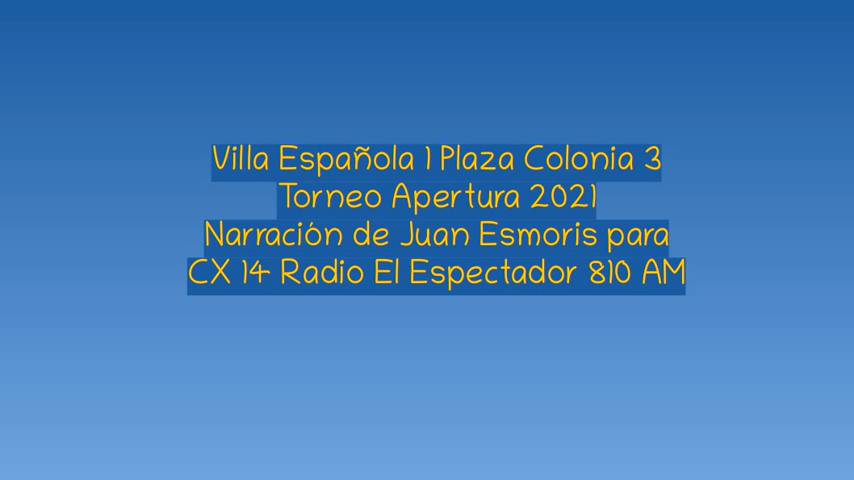 Villa Española 1 Plaza Colonia 3
Torneo Apertura 2021
Narración de Juan Esmoris para
CX 14 Radio El Espectador 810 AM